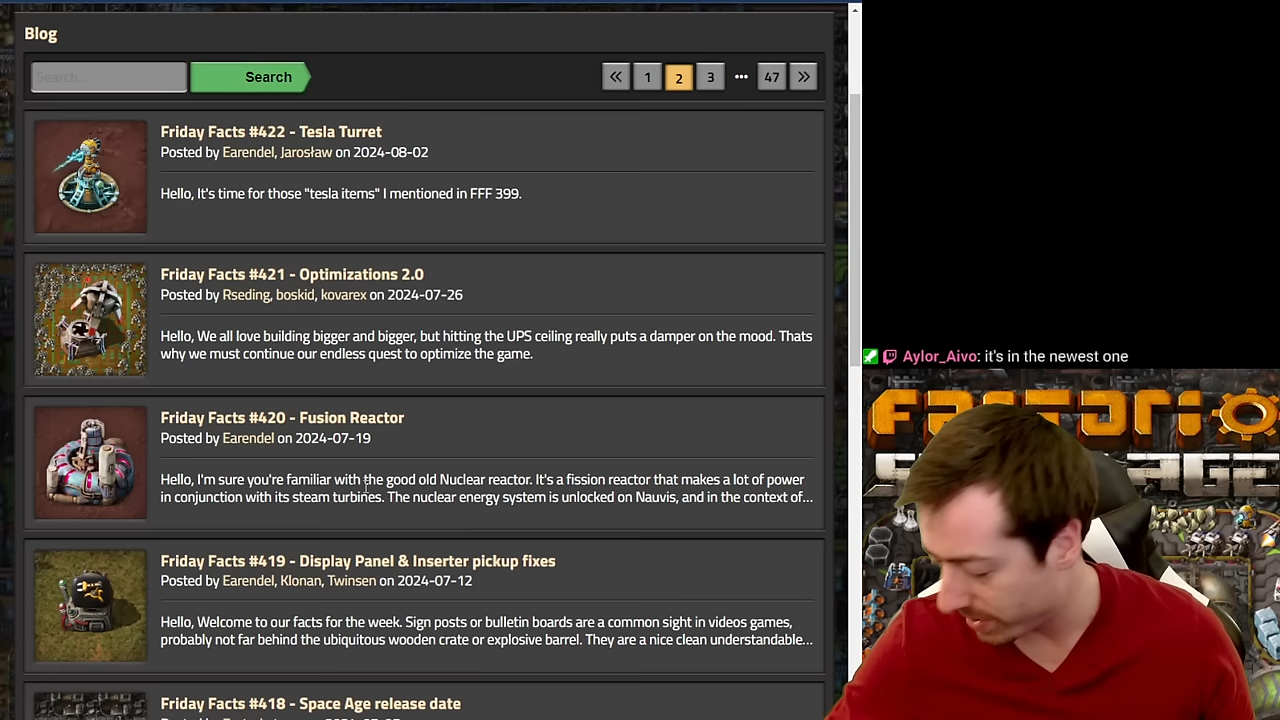 Blog
Search...
Search
« 1 2 3 ••• 47 »
Friday Facts #422 - Tesla Turret
Posted by Earendel, Jarosław on 2024-08-02
Hello, It's time for those "tesla items" I mentioned in FFF 399.
Friday Facts #421 - Optimizations 2.0
Posted by Rseding, boskid, kovarex on 2024-07-26
Hello, We all love building bigger and bigger, but hitting the UPS ceiling really puts a damper on the mood. Thats
why we must continue our endless quest to optimize the game.
Friday Facts #420 - Fusion Reactor
Posted by Earendel on 2024-07-19
Hello, I'm sure you're familiar with the good old Nuclear reactor. It's a fission reactor that makes a lot of power
in conjunction with its steam turbines. The nuclear energy system is unlocked on Nauvis, and in the context of...
Friday Facts #419 - Display Panel & Inserter pickup fixes
Posted by Earendel, Klonan, Twinsen on 2024-07-12
Hello, Welcome to our facts for the week. Sign posts or bulletin boards are a common sight in videos games,
probably not far behind the ubiquitous wooden crate or explosive barrel. They are a nice clean understandable...
Friday Facts #418 - Space Age release date
Aylor_Aivo: it's in the newest one